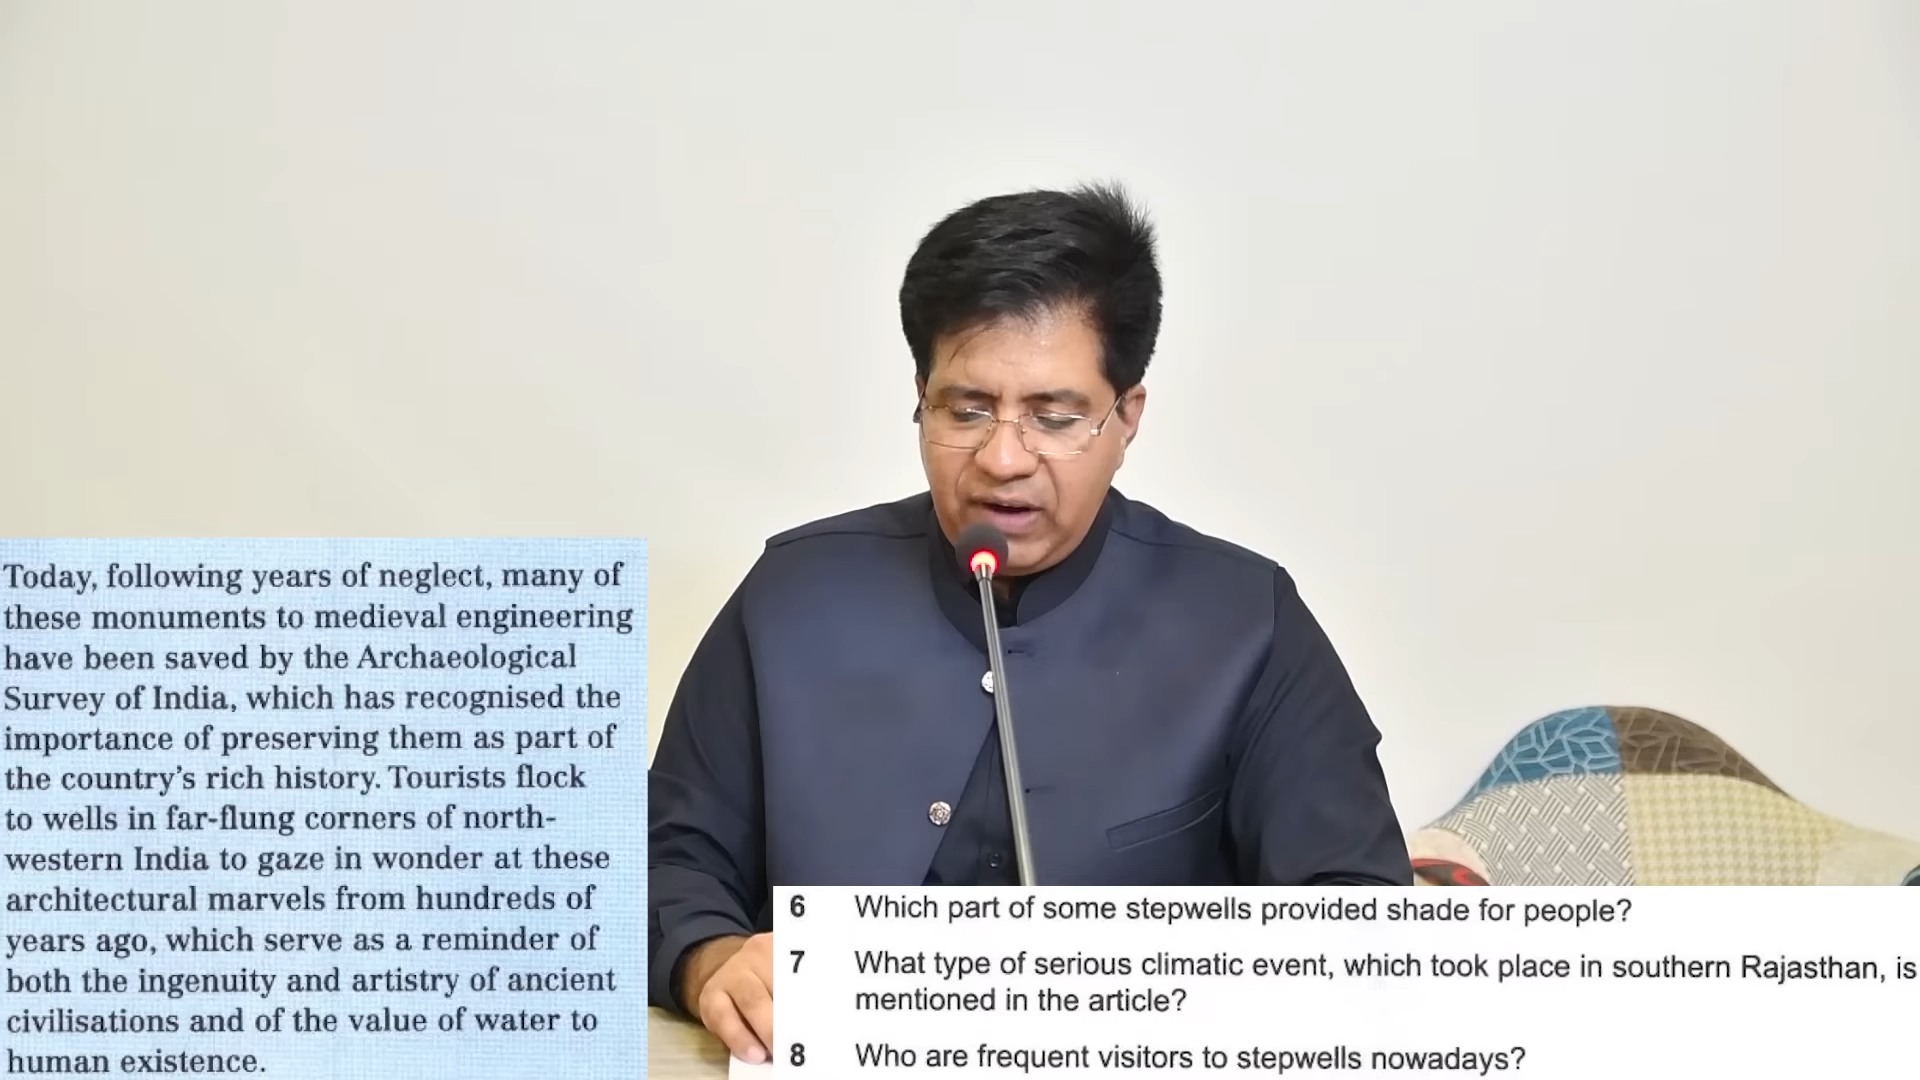 Today, following years of neglect, many of
these monuments to medieval engineering
have been saved by the Archaeological
Survey of India, which has recognised the
importance of preserving them as part of
the country's rich history. Tourists flock
to wells in far-flung corners of north-
western India to gaze in wonder at these
architectural marvels from hundreds of
years ago, which serve as a reminder of
both the ingenuity and artistry of ancient
civilisations and of the value of water to
human existence.
6 Which part of some stepwells provided shade for people?
7 What type of serious climatic event, which took place in southern Rajasthan, is
mentioned in the article?
8 Who are frequent visitors to stepwells nowadays?